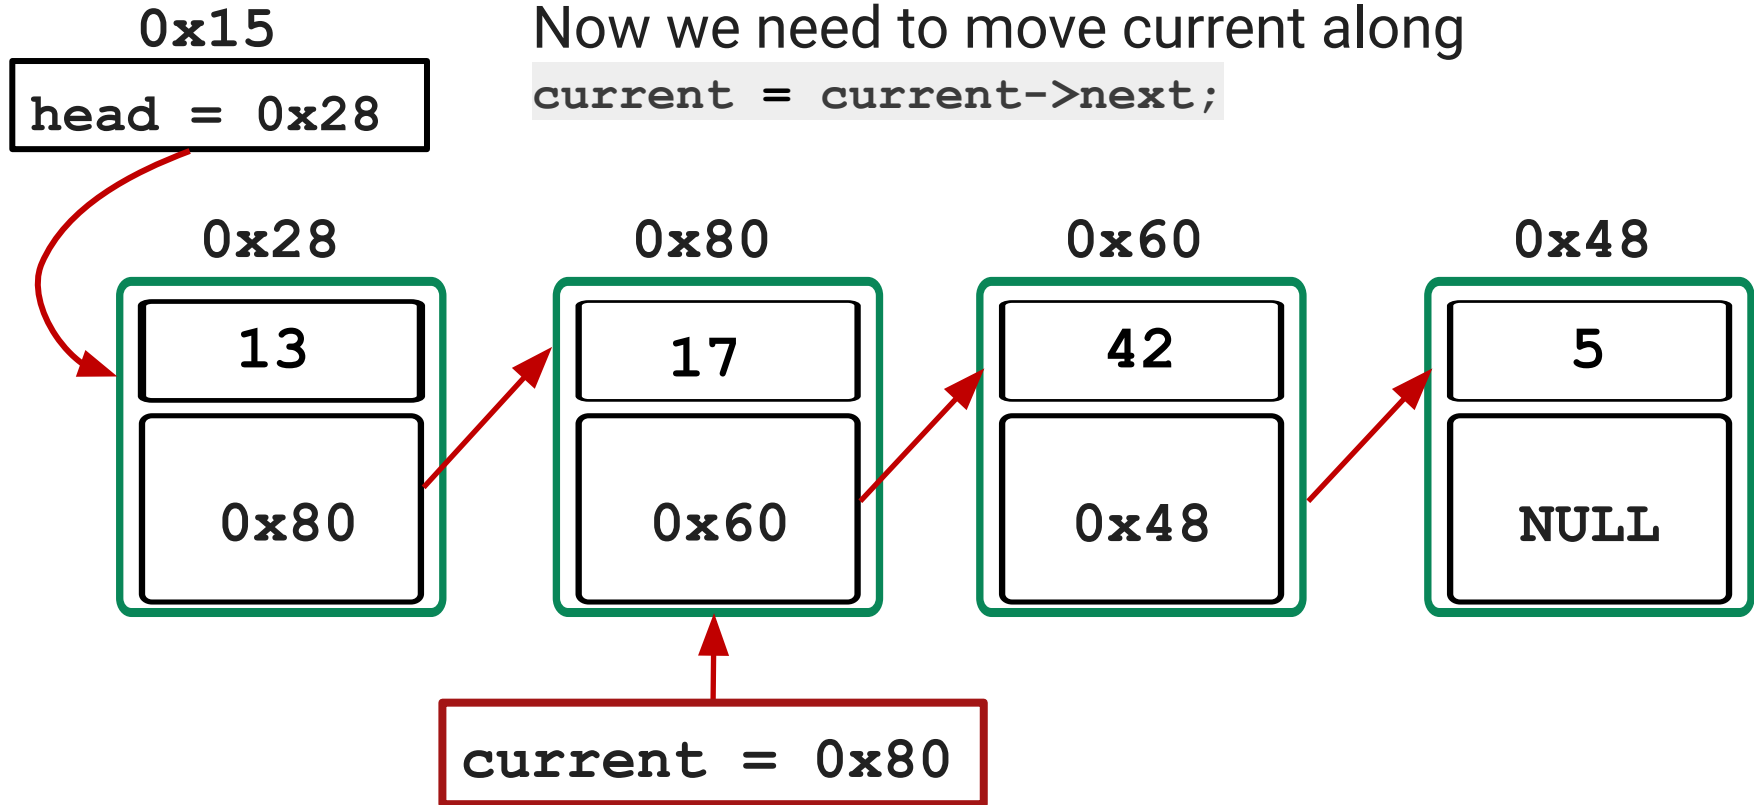 0x15
head = 0x28
Now we need to move current along
current = current->next;
0x28
0x80
0x60
0x48
13
17
42
5
0x80
0x60
0x48
NULL
current = 0x80